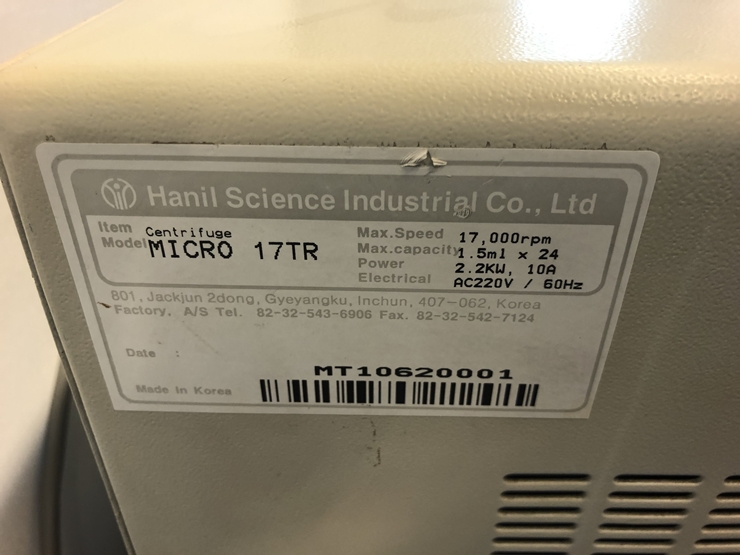 Hanil Science Industrial Co., Ltd
Item Centrifuge
Model MICRO 17TR
Max.Speed 17,000rpm
Max.capacity 1.5ml x 24
Power 2.2KW, 10A
Electrical AC220V / 60Hz
801, Jackjun 2dong, Gyeyangku, Inchun, 407-062, Korea
Factory, A/S Tel. 82-32-543-6906 Fax. 82-32-542-7124
Date :
MT10620001
Made in Korea